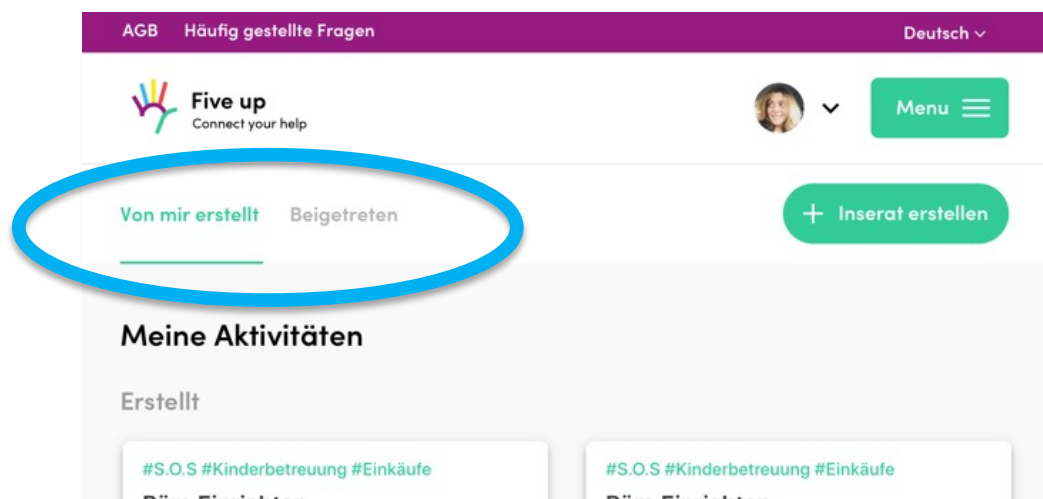 AGB Häufig gestellte Fragen Deutsch
Five up
Connect your help
Menu
Von mir erstellt Beigetreten
+ Inserat erstellen
Meine Aktivitäten
Erstellt
#S.O.S #Kinderbetreuung #Einkäufe #S.O.S #Kinderbetreuung #Einkäufe